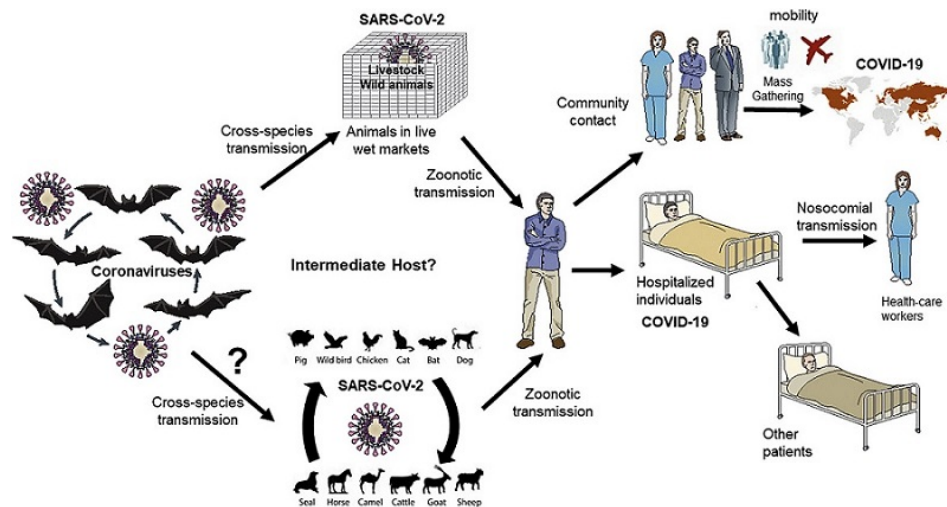 SARS-CoV-2
Livestock
Wild animals
Cross-species
transmission
Animals in live
wet markets
Zoonotic
transmission
Coronaviruses
Intermediate Host?
?
Cross-species
transmission
Pig Wild bird Chicken Cat Bat Dog
SARS-CoV-2
Seal Horse Camel Cattle Goat Sheep
Zoonotic
transmission
Community
contact
mobility
Mass
Gathering
COVID-19
Hospitalized
individuals
COVID-19
Nosocomial
transmission
Health-care
workers
Other
patients